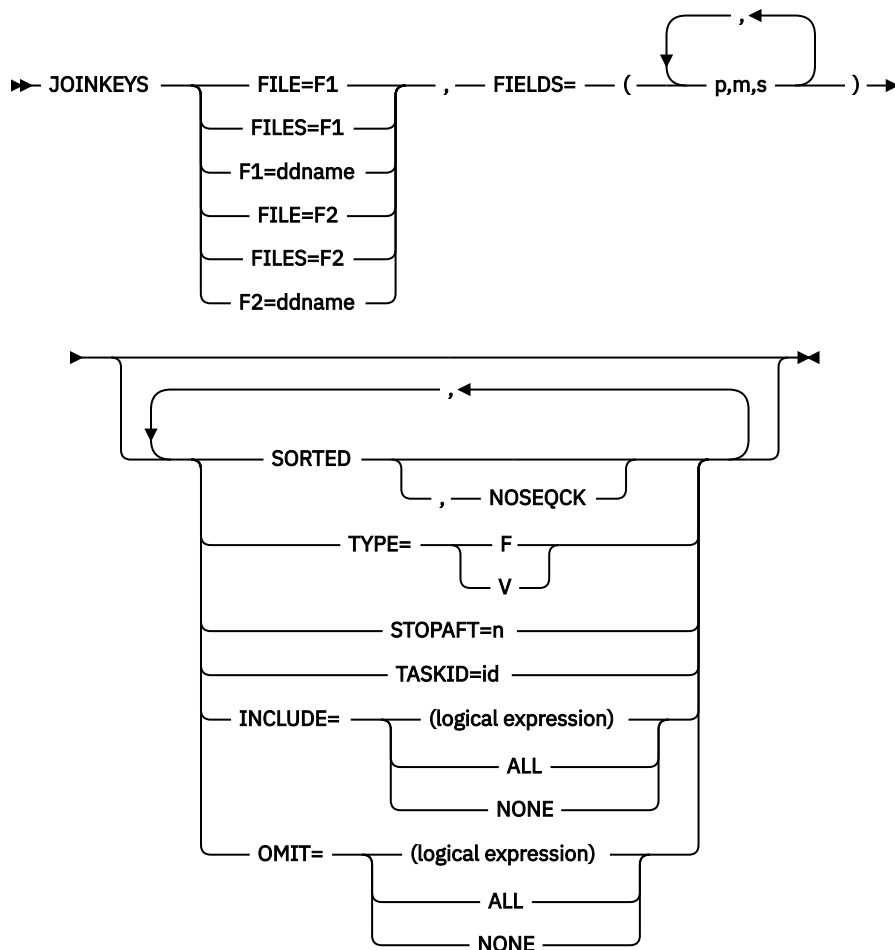 ,
JOINKEYS FILE=F1 , FIELDS= ( p,m,s )
FILES=F1
F1=ddname
FILE=F2
FILES=F2
F2=ddname
,
SORTED
, NOSEQCK
TYPE= F
V
STOPAFT=n
TASKID=id
INCLUDE= (logical expression)
ALL
NONE
OMIT= (logical expression)
ALL
NONE